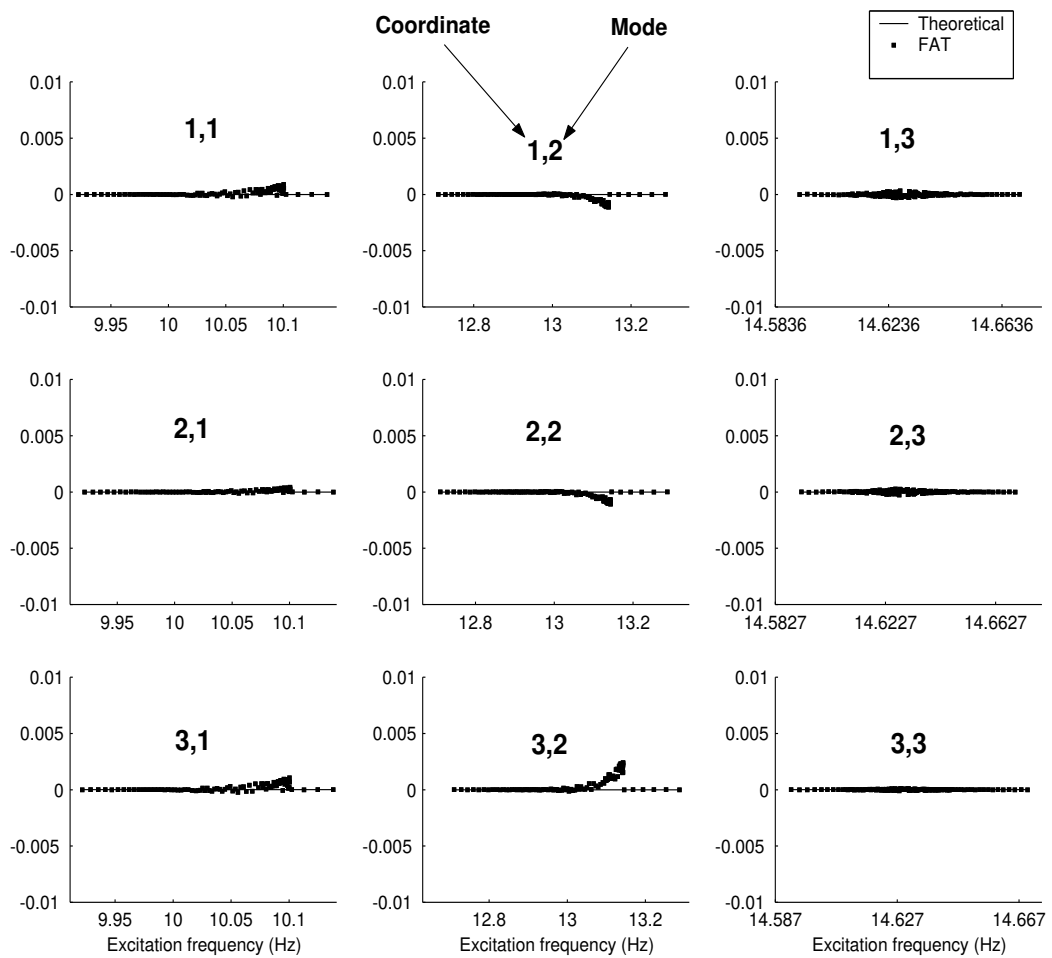 Coordinate Mode
Theoretical
FAT
0.01 0.01 0.01
1,1 1,2 1,3
0.005 0.005 0.005
0 0 0
-0.005 -0.005 -0.005
-0.01 -0.01 -0.01
9.95 10 10.05 10.1 12.8 13 13.2 14.5836 14.6236 14.6636
0.01 0.01 0.01
2,1 2,2 2,3
0.005 0.005 0.005
0 0 0
-0.005 -0.005 -0.005
-0.01 -0.01 -0.01
9.95 10 10.05 10.1 12.8 13 13.2 14.5827 14.6227 14.6627
0.01 0.01 0.01
0.005 0.005 0.005
3,1 3,2 3,3
0 0 0
-0.005 -0.005 -0.005
-0.01 -0.01 -0.01
9.95 10 10.05 10.1 12.8 13 13.2 14.587 14.627 14.667
Excitation frequency (Hz) Excitation frequency (Hz) Excitation frequency (Hz)